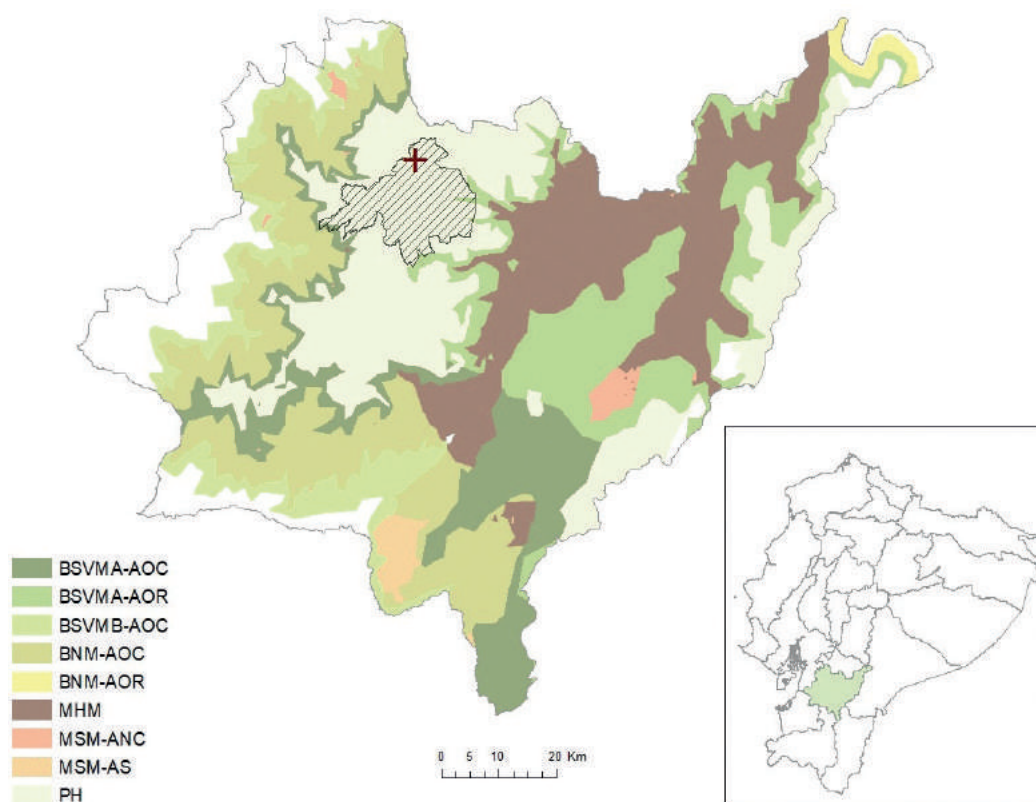 BSVMA-AOC
BSVMA-AOR
BSVMB-AOC
BNM-AOC
BNM-AOR
MHM
MSM-ANC
MSM-AS
PH
0 5 10 20 Km